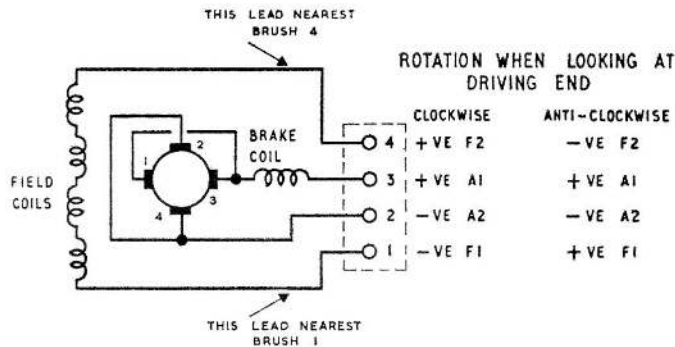 THIS LEAD NEAREST
BRUSH 4
ROTATION WHEN LOOKING AT
DRIVING END
CLOCKWISE
ANTI-CLOCKWISE
4 +VE F2 -VE F2
BRAKE
COIL
3 +VE A1 +VE A1
2 -VE A2 -VE A2
1 -VE F1 +VE F1
FIELD
COILS
1
2
3
4
THIS LEAD NEAREST
BRUSH 1